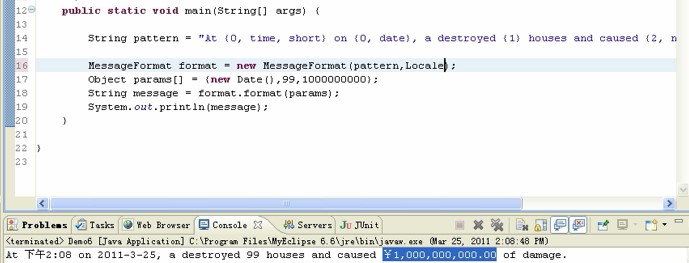 12 public static void main(String[] args) {
13
14 String pattern = "At {0, time, short} on {0, date}, a destroyed {1} houses and caused {2, n
15
16 MessageFormat format = new MessageFormat(pattern,Locale);
17 Object params[] = {new Date(),99,1000000000};
18 String message = format.format(params);
19 System.out.println(message);
20 }
21
22 }
23
Problems Tasks Web Browser Console Servers JUnit
<terminated> Demo6 [Java Application] C:\Program Files\MyEclipse 6.6\jre\bin\javaw.exe (Mar 25, 2011 2:08:48 PM)
At 下午2:08 on 2011-3-25, a destroyed 99 houses and caused ￥1,000,000,000.00 of damage.